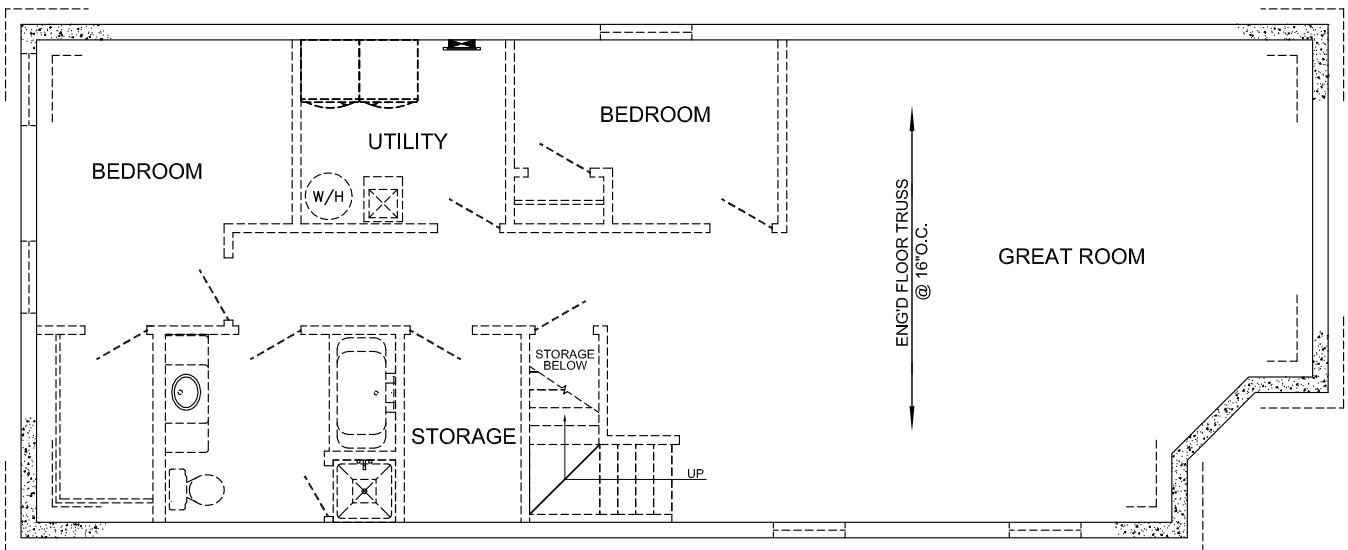 BEDROOM
UTILITY
BEDROOM
W/H
ENG'D FLOOR TRUSS
@ 16"O.C.
GREAT ROOM
STORAGE
BELOW
STORAGE
UP